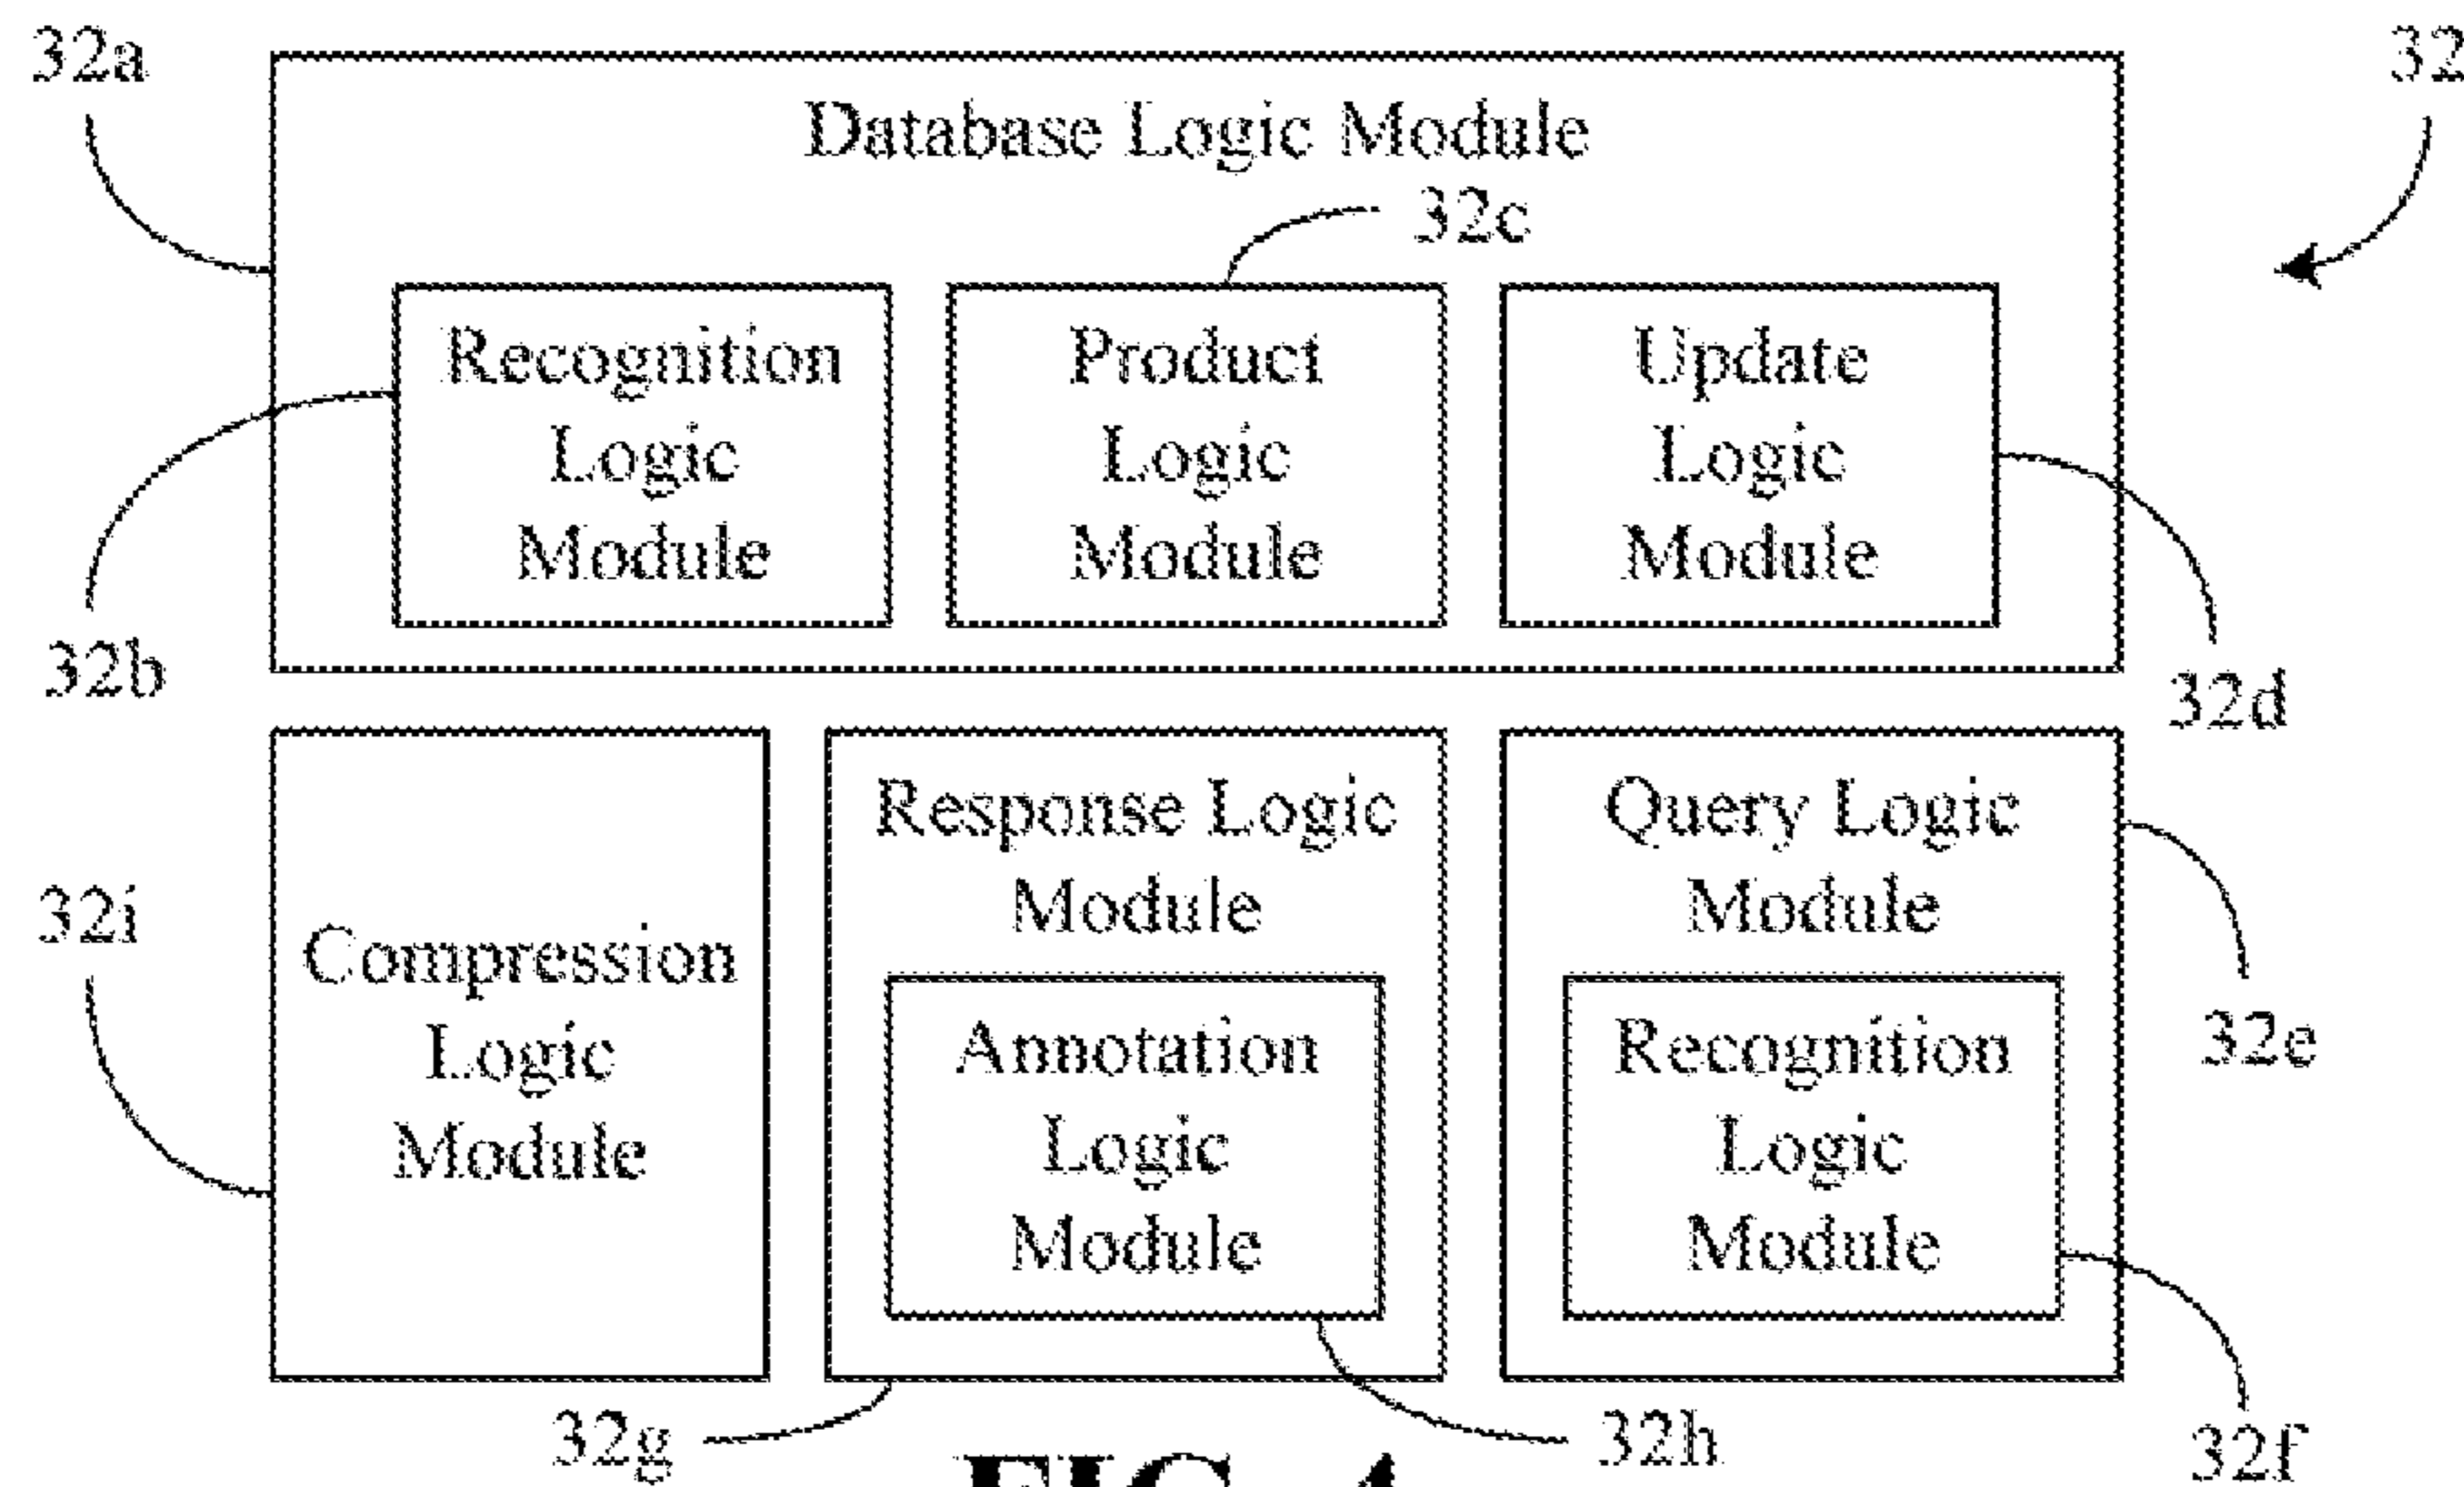 32a
32
Database Logic Module
32c
Recognition
Logic
Module
Product
Logic
Module
Update
Logic
Module
32b
32d
Compression
Logic
Module
Response Logic
Module
Annotation
Logic
Module
Query Logic
Module
Recognition
Logic
Module
32i
32e
32g
32h
32f